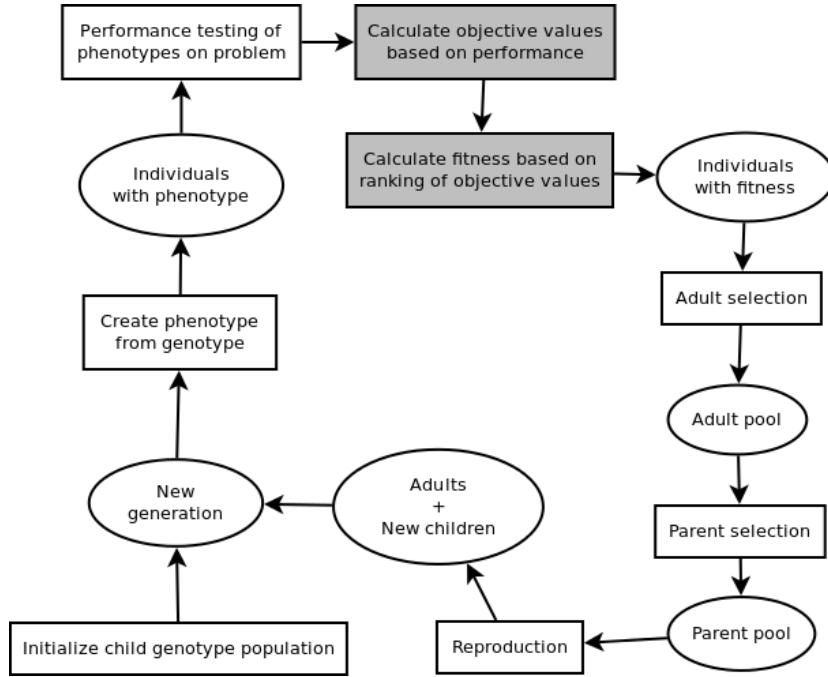 Performance testing of
phenotypes on problem
Calculate objective values
based on performance
Calculate fitness based on
ranking of objective values
Individuals
with fitness
Individuals
with phenotype
Adult selection
Create phenotype
from genotype
Adult pool
New
generation
Adults
+
New children
Parent selection
Initialize child genotype population
Reproduction
Parent pool